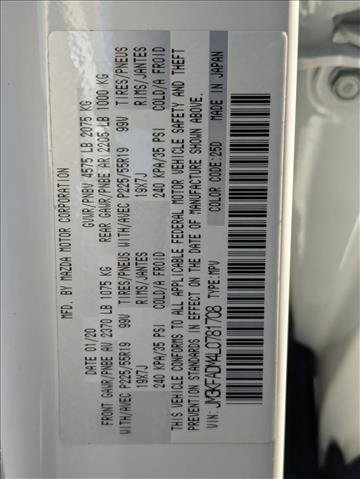 MFD. BY MAZDA MOTOR CORPORATION
DATE 01/20 GVWR/PNBV 4575 LB 2075 KG
FRONT GAWR/PNBE AV 2370 LB 1075 KG REAR GAWR/PNBE AR 2205 LB 1000 KG
WITH/AVEC P225/55R19 99V TIRES/PNEUS WITH/AVEC P225/55R19 99V TIRES/PNEUS
19X7J RIMS/JANTES 19X7J RIMS/JANTES
240 KPA/35 PSI COLD/A FROID 240 KPA/35 PSI COLD/A FROID
THIS VEHICLE CONFORMS TO ALL APPLICABLE FEDERAL MOTOR VEHICLE SAFETY AND THEFT
PREVENTION STANDARDS IN EFFECT ON THE DATE OF MANUFACTURE SHOWN ABOVE.
VIN: JM3KFADM4L0781708 TYPE:MPV COLOR CODE:25D MADE IN JAPAN